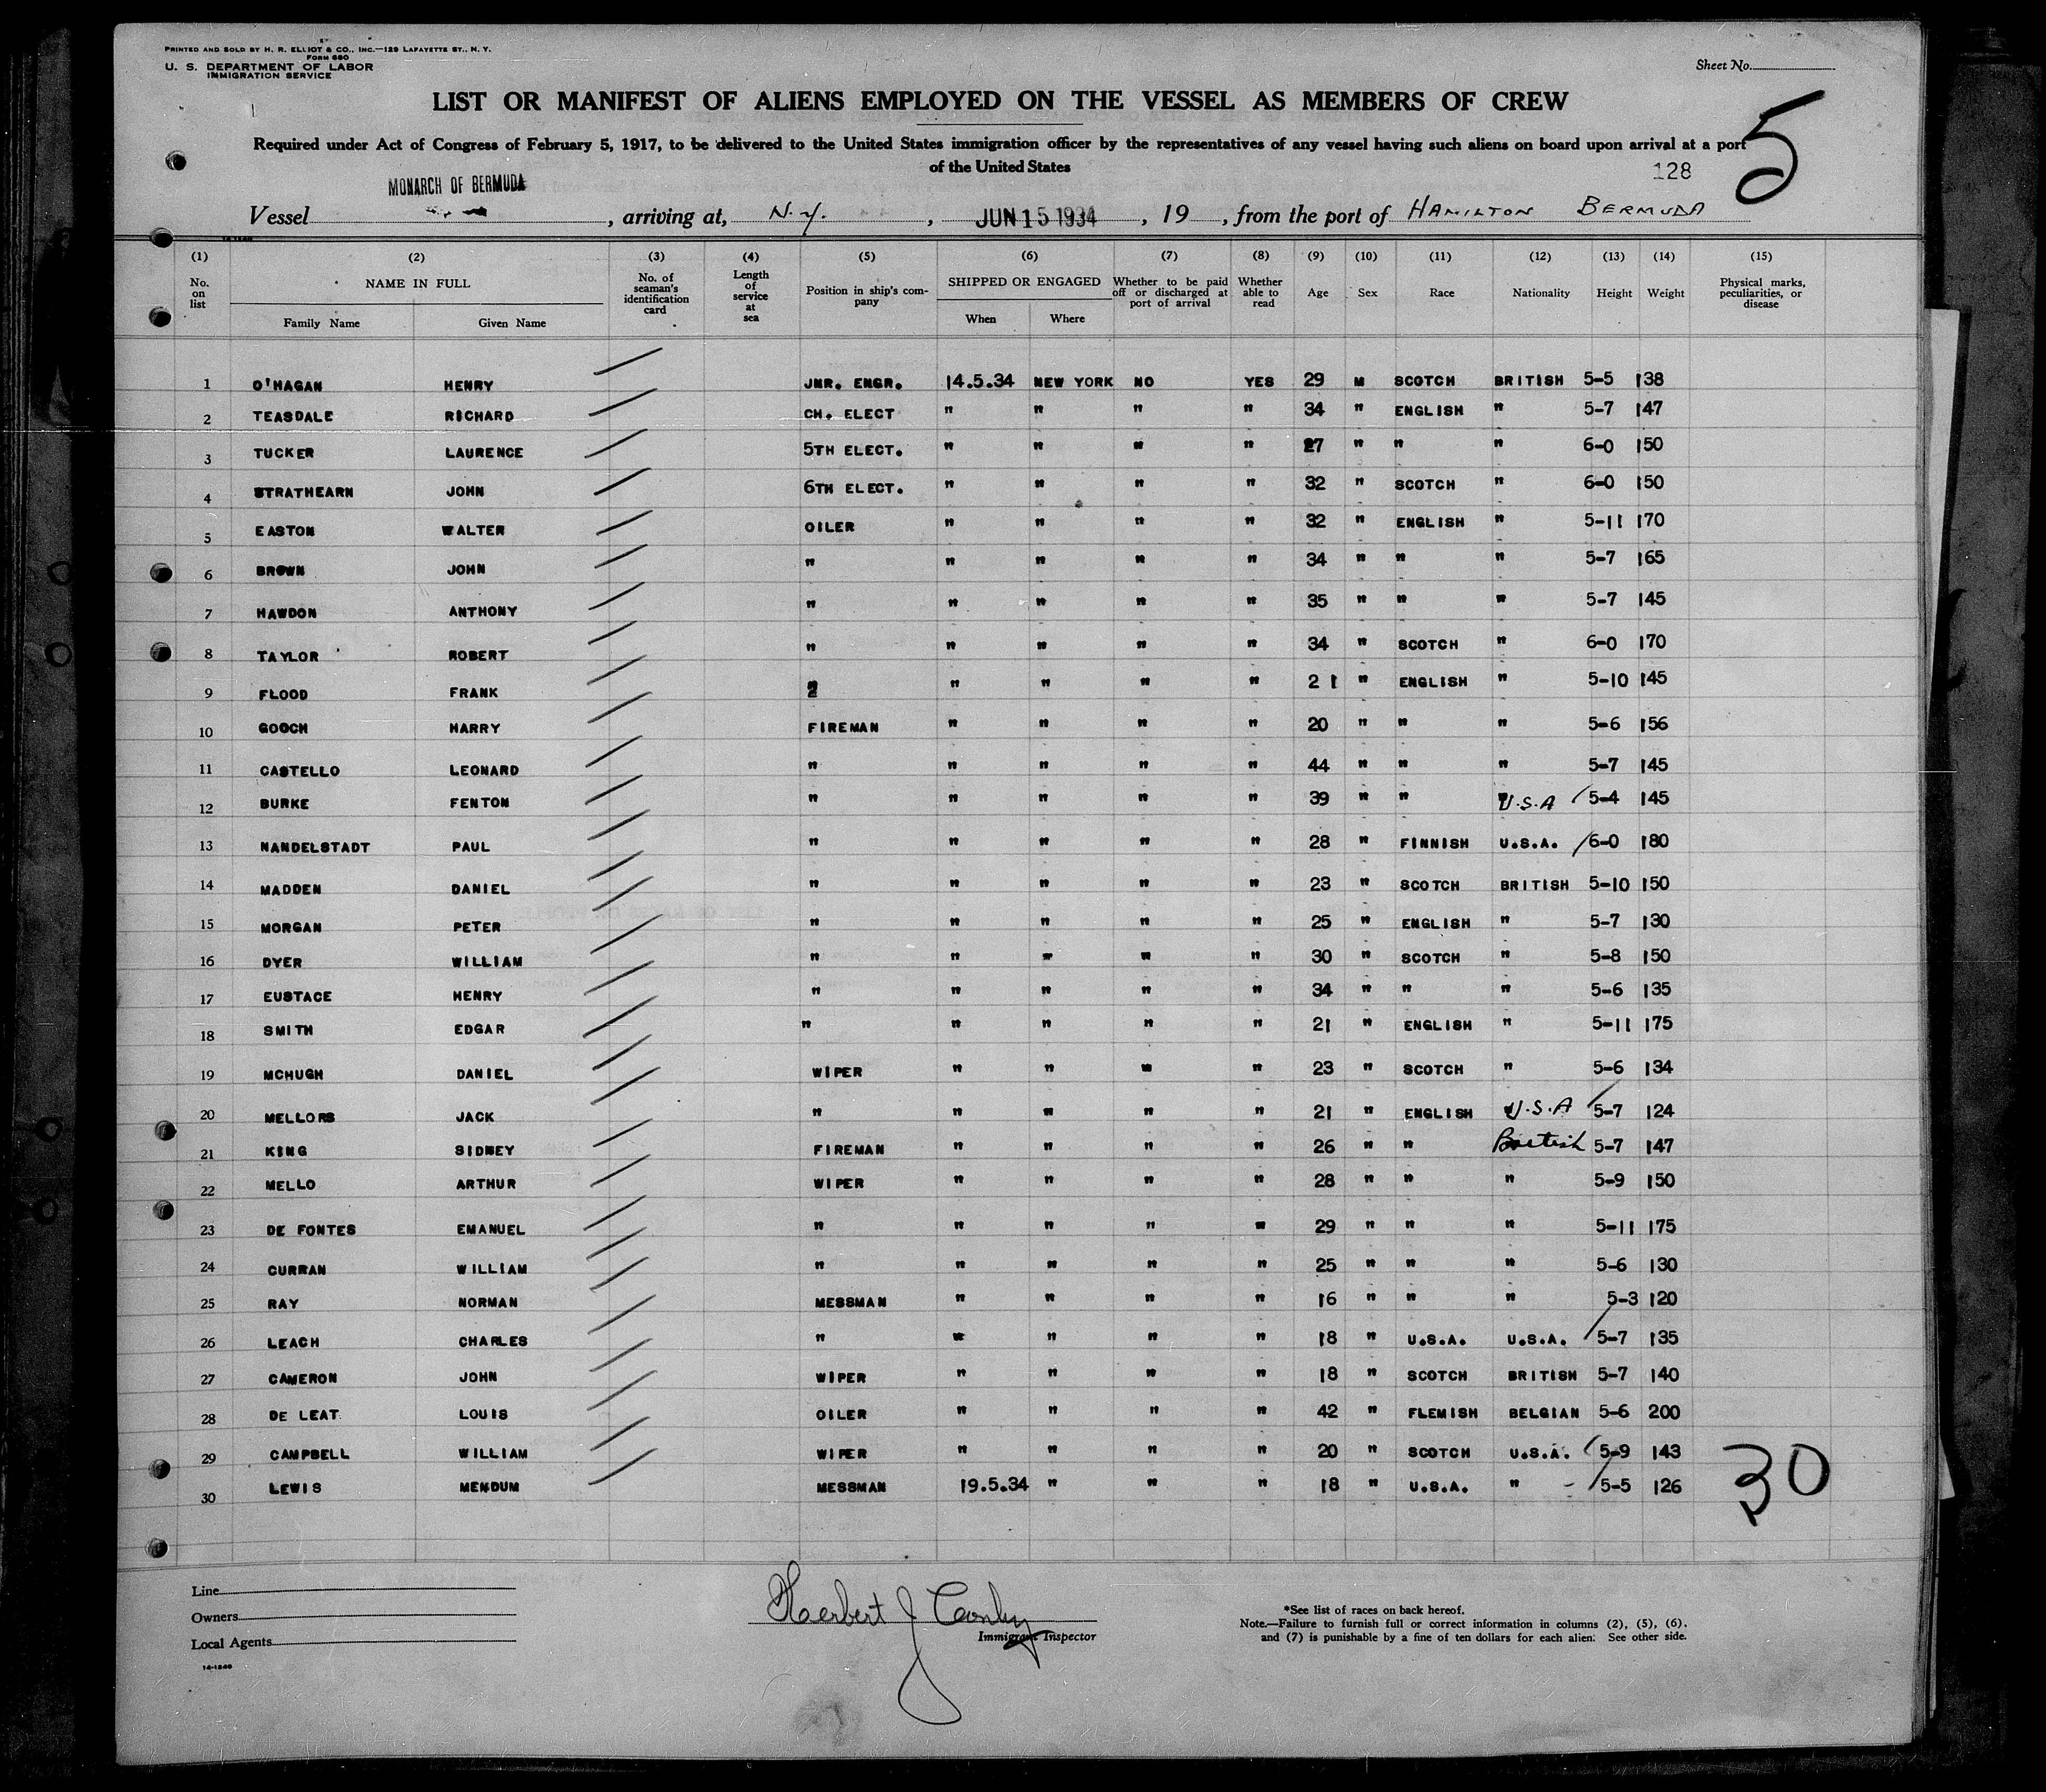 PRINTED AND SOLD BY H. R. ELLIOT & CO., INC.—129 LAFAYETTE ST., N. Y.
FORM 680
U. S. DEPARTMENT OF LABOR
IMMIGRATION SERVICE
Sheet No.
LIST OR MANIFEST OF ALIENS EMPLOYED ON THE VESSEL AS MEMBERS OF CREW
5
Required under Act of Congress of February 5, 1917, to be delivered to the United States immigration officer by the representatives of any vessel having such aliens on board upon arrival at a port
of the United States
128
MONARCH OF BERMUDA
Vessel , arriving at, N.Y. , JUN 15 1934 , 19 , from the port of HAMILTON BERMUDA
(1) (2) (3) (4) (5) (6) (7) (8) (9) (10) (11) (12) (13) (14) (15)
No. on list NAME IN FULL Family Name Given Name No. of seaman's identification card Length of service at sea Position in ship's company SHIPPED OR ENGAGED When Where Whether to be paid off or discharged at port of arrival Whether able to read Age Sex Race Nationality Height Weight Physical marks, peculiarities, or disease
1 O'HAGAN HENRY JNR. ENGR. 14.5.34 NEW YORK NO YES 29 M SCOTCH BRITISH 5-5 138
2 TEASDALE RICHARD CH. ELECT " " " " 34 " ENGLISH " 5-7 147
3 TUCKER LAURENCE 5TH ELECT. " " " " 27 " " " 6-0 150
4 STRATHEARN JOHN 6TH ELECT. " " " " 32 " SCOTCH " 6-0 150
5 EASTON WALTER OILER " " " " 32 " ENGLISH " 5-11 170
6 BROWN JOHN " " " " " 34 " " " 5-7 165
7 HAWDON ANTHONY " " " " " 35 " " " 5-7 145
8 TAYLOR ROBERT " " " " " 34 " SCOTCH " 6-0 170
9 FLOOD FRANK " " " " " 21 " ENGLISH " 5-10 145
10 GOOCH HARRY FIREMAN " " " " 20 " " " 5-6 156
11 CASTELLO LEONARD " " " " " 44 " " " 5-7 145
12 BURKE FENTON " " " " " 39 " " U.S.A 5-4 145
13 NANDELSTADT PAUL " " " " " 28 " FINNISH U.S.A. 6-0 180
14 MADDEN DANIEL " " " " " 23 " SCOTCH BRITISH 5-10 150
15 MORGAN PETER " " " " " 25 " ENGLISH " 5-7 130
16 DYER WILLIAM " " " " " 30 " SCOTCH " 5-8 150
17 EUSTACE HENRY " " " " " 34 " " " 5-6 135
18 SMITH EDGAR " " " " " 21 " ENGLISH " 5-11 175
19 MCHUGH DANIEL WIPER " " " " 23 " SCOTCH " 5-6 134
20 MELLORS JACK " " " " " 21 " ENGLISH U.S.A 5-7 124
21 KING SIDNEY FIREMAN " " " " 26 " " British 5-7 147
22 MELLO ARTHUR WIPER " " " " 28 " " " 5-9 150
23 DE FONTES EMANUEL " " " " " 29 " " " 5-11 175
24 CURRAN WILLIAM " " " " " 25 " " " 5-6 130
25 RAY NORMAN MESSMAN " " " " 16 " " " 5-3 120
26 LEACH CHARLES " " " " " 18 " U.S.A. U.S.A. 5-7 135
27 CAMERON JOHN WIPER " " " " 18 " SCOTCH BRITISH 5-7 140
28 DE LEAT LOUIS OILER " " " " 42 " FLEMISH BELGIAN 5-6 200
29 CAMPBELL WILLIAM WIPER " " " " 20 " SCOTCH U.S.A. 5-9 143
30 LEWIS MENDUM MESSMAN 19.5.34 " " " 18 " U.S.A. " 5-5 126
30
Line
Owners
Local Agents
14-1240
Herbert J Conly
Immigrant Inspector
*See list of races on back hereof.
Note.—Failure to furnish full or correct information in columns (2), (5), (6),
and (7) is punishable by a fine of ten dollars for each alien. See other side.